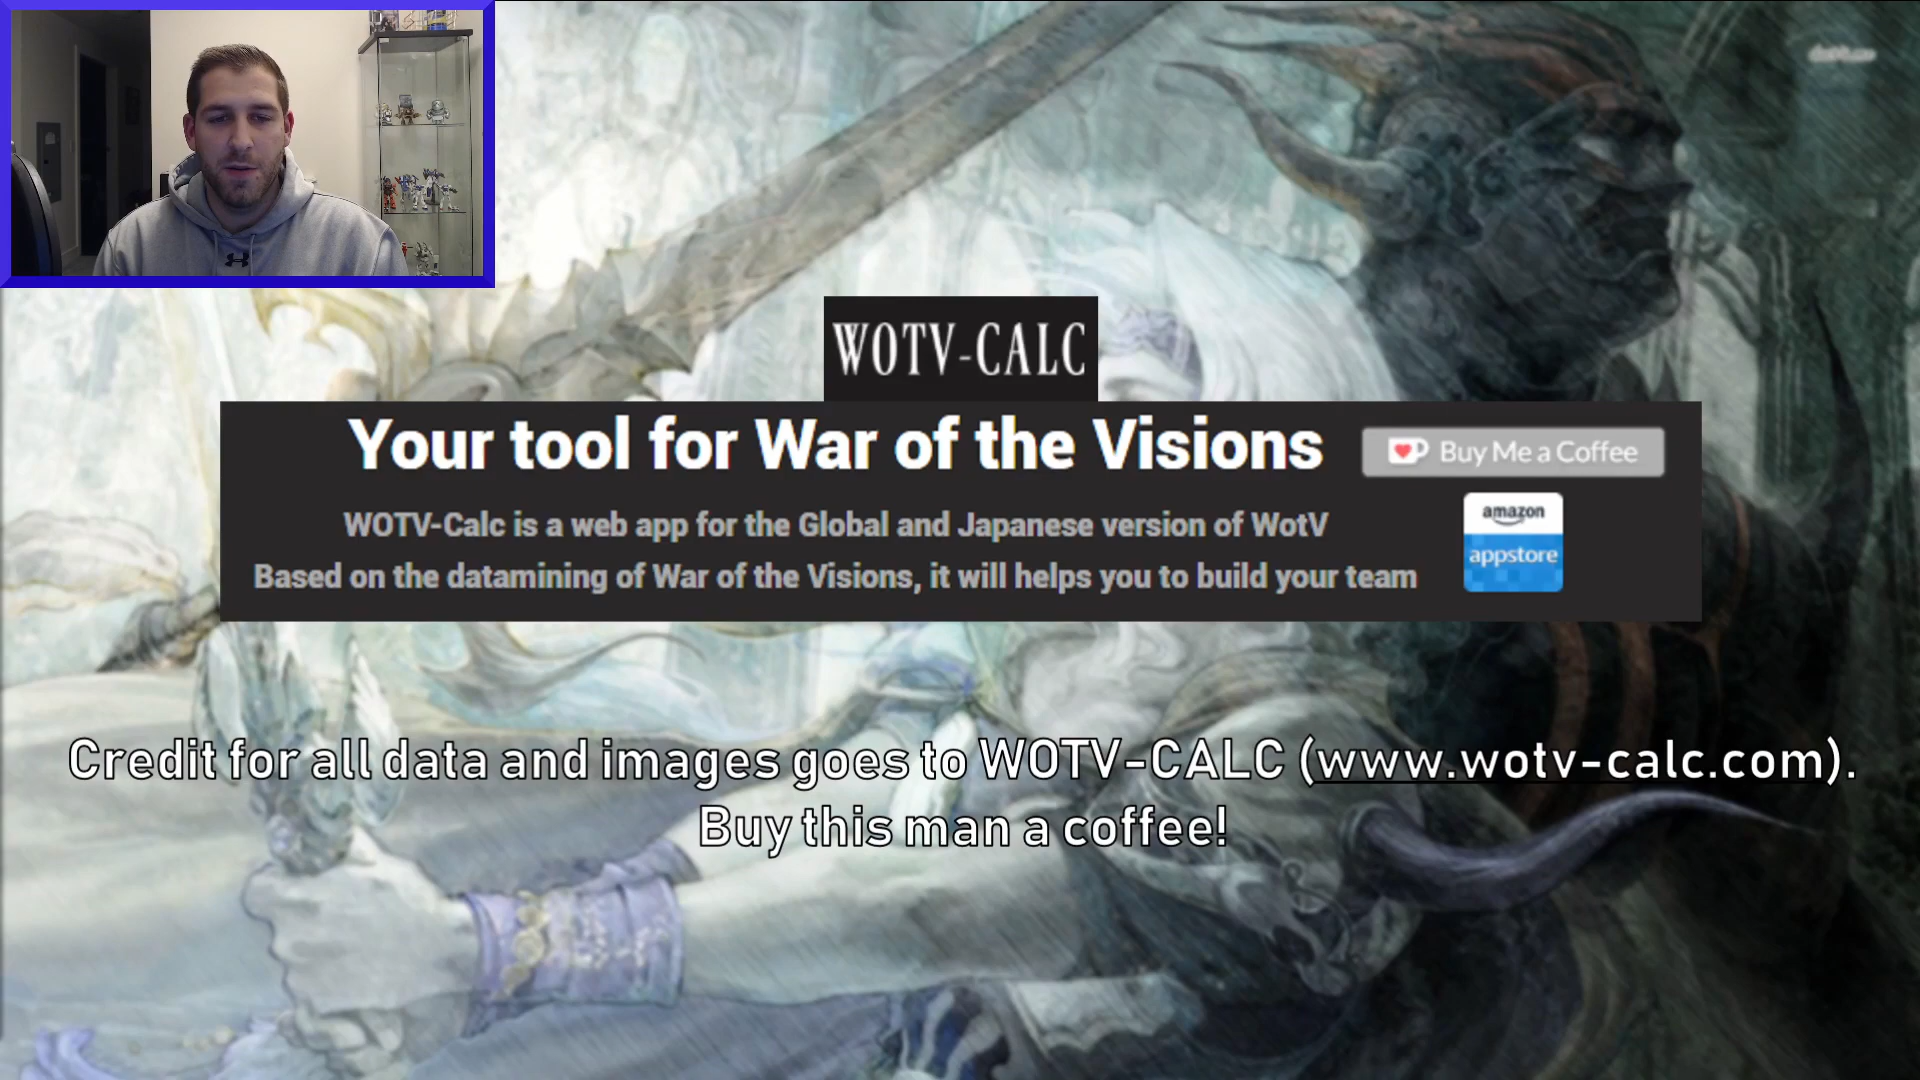 WOTV-CALC
Your tool for War of the Visions
Buy Me a Coffee
WOTV-Calc is a web app for the Global and Japanese version of WotV
Based on the datamining of War of the Visions, it will helps you to build your team
amazon
appstore
Credit for all data and images goes to WOTV-CALC (www.wotv-calc.com).
Buy this man a coffee!